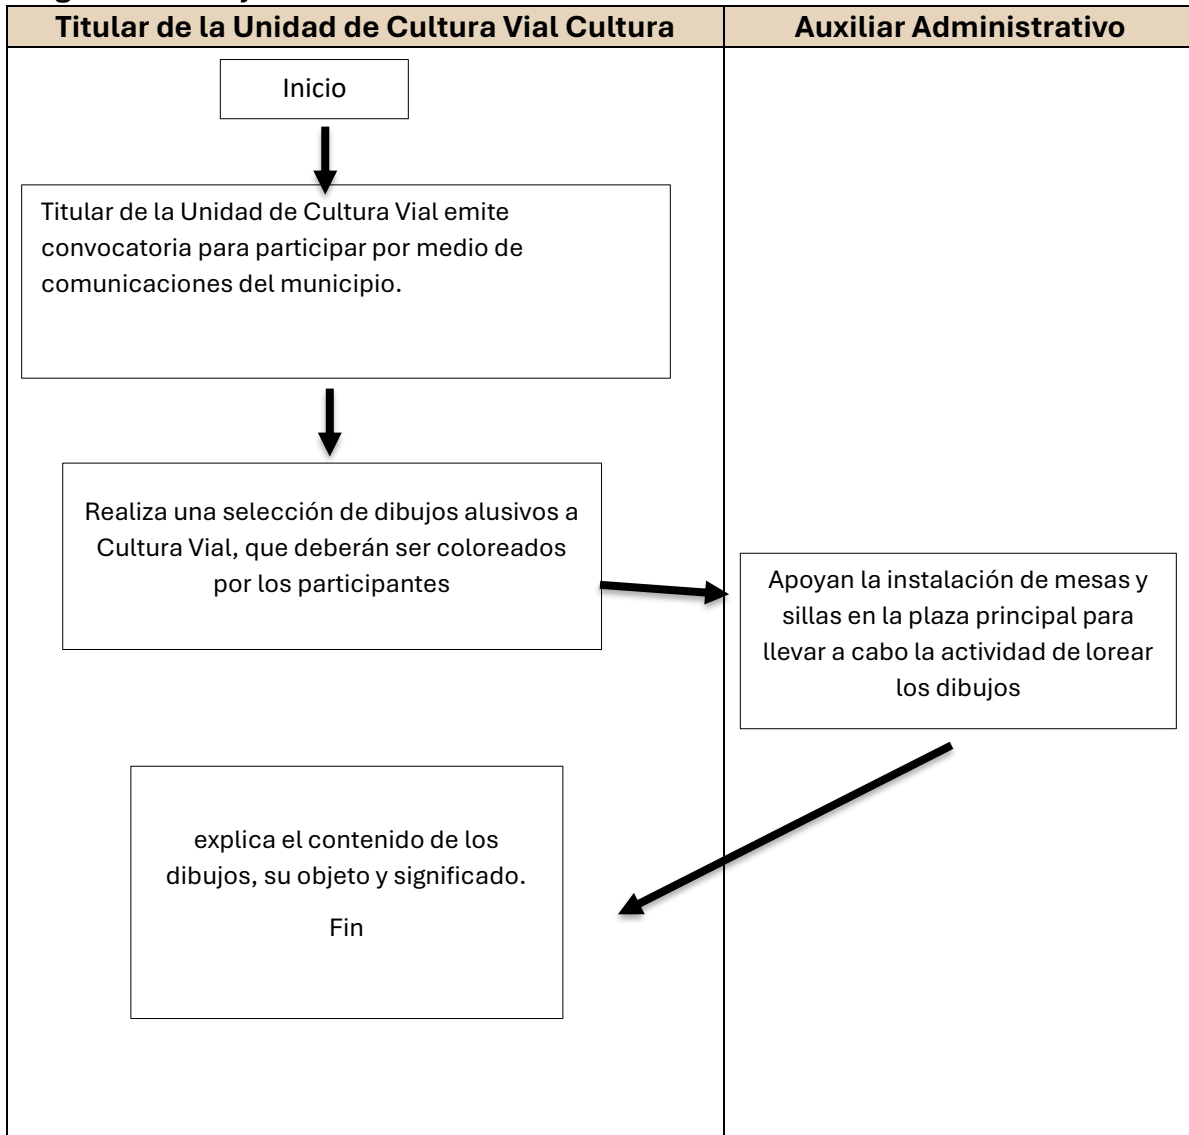 Titular de la Unidad de Cultura Vial Cultura
Auxiliar Administrativo
Inicio
Titular de la Unidad de Cultura Vial emite
convocatoria para participar por medio de
comunicaciones del municipio.
Realiza una selección de dibujos alusivos a
Cultura Vial, que deberán ser coloreados
por los participantes
Apoyan la instalación de mesas y
sillas en la plaza principal para
llevar a cabo la actividad de lorear
los dibujos
explica el contenido de los
dibujos, su objeto y significado.
Fin